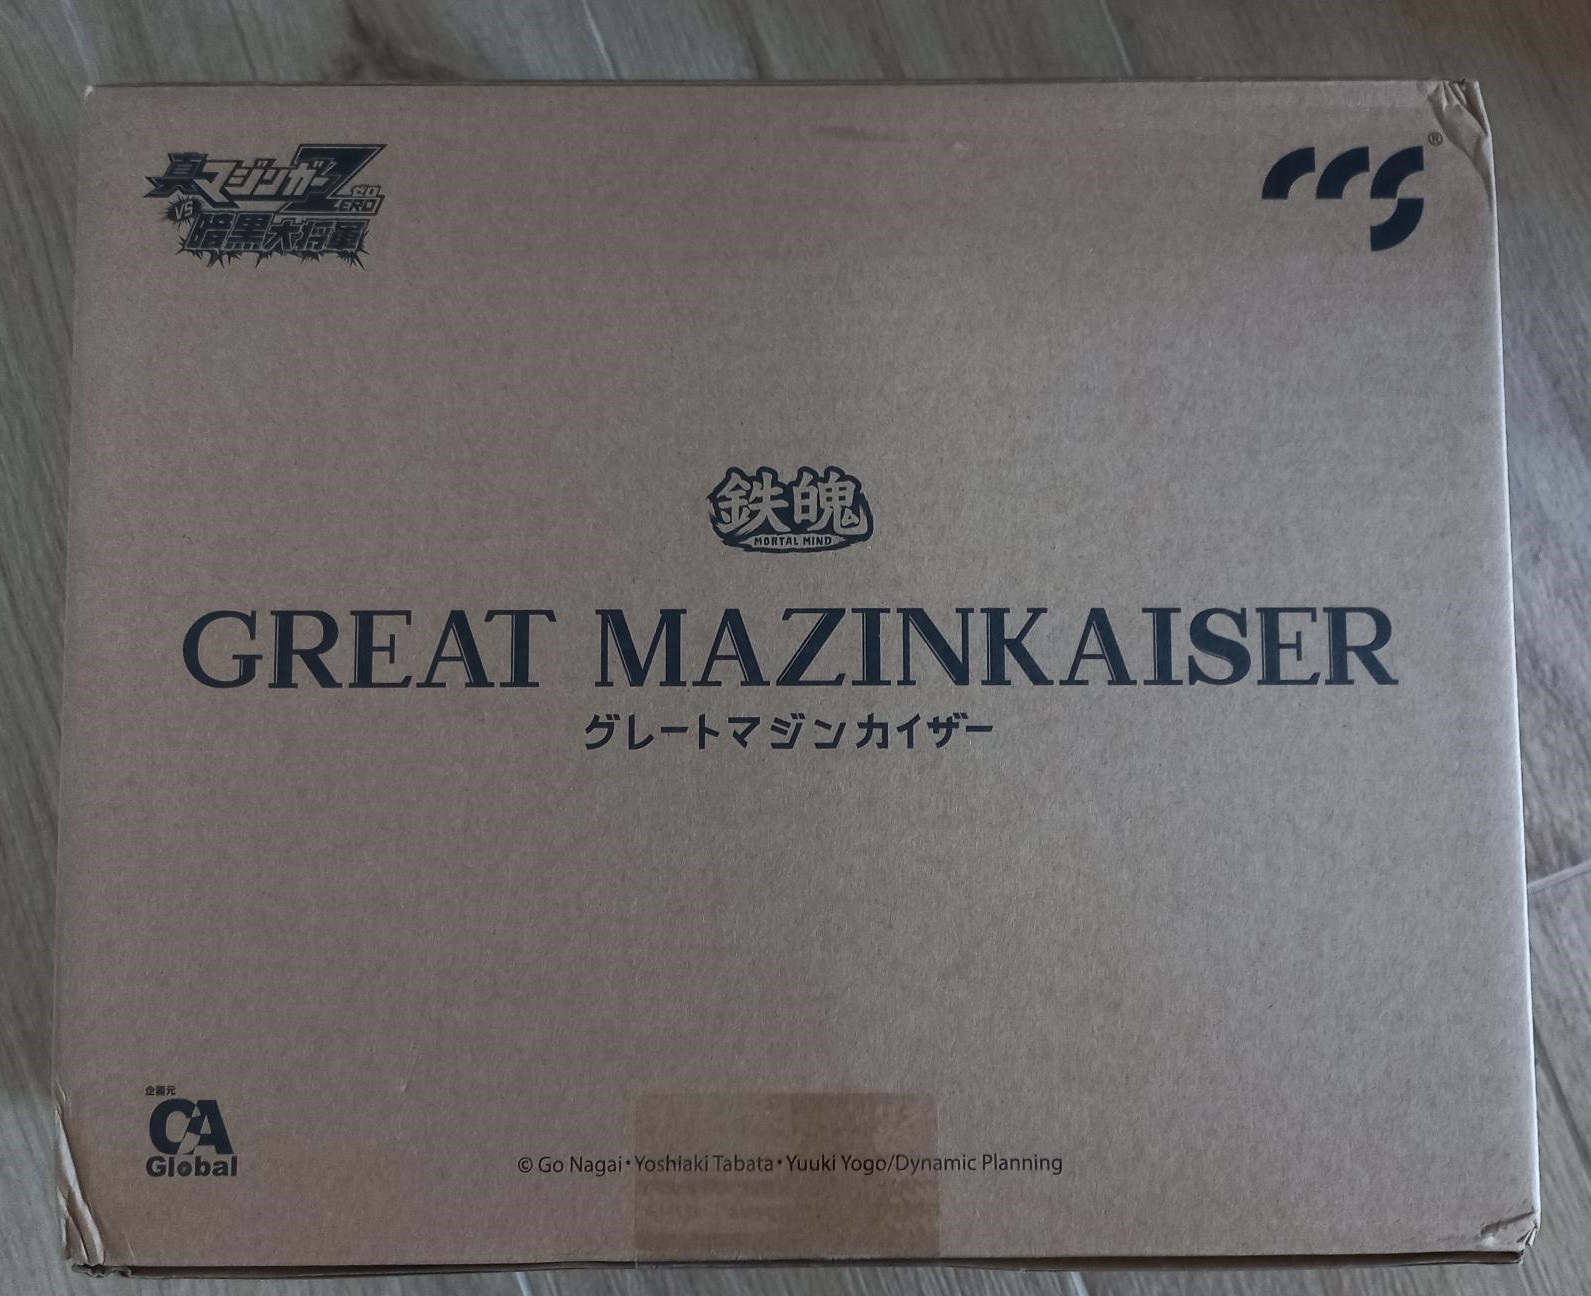 真マジンガーZERO
ゼロ
VS
暗黒大将軍
CCS®
鉄魄
MORTAL MIND
GREAT MAZINKAISER
グレートマジンカイザー
企画元
CA
Global
© Go Nagai・Yoshiaki Tabata・Yuuki Yogo/Dynamic Planning